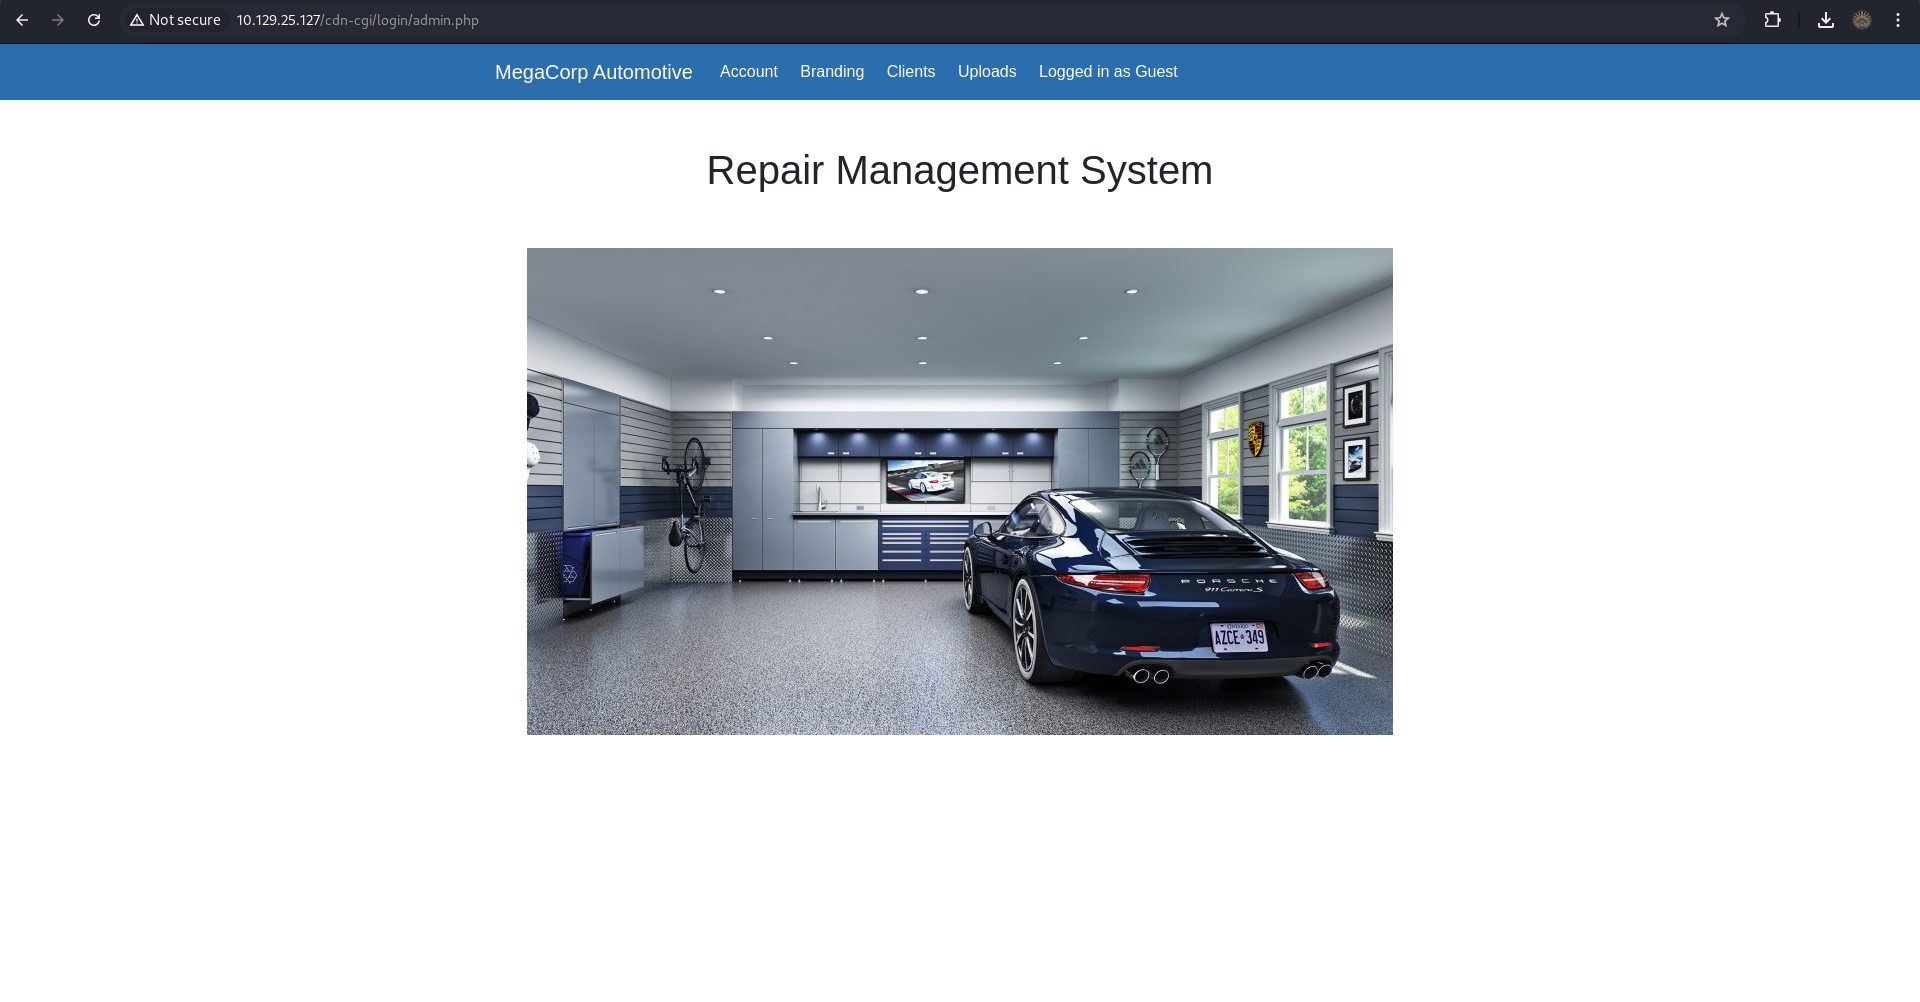 Not secure 10.129.25.127/cdn-cgi/login/admin.php
MegaCorp Automotive Account Branding Clients Uploads Logged in as Guest
Repair Management System
PORSCHE
911 Carrera S
ONTARIO
AZCE 349